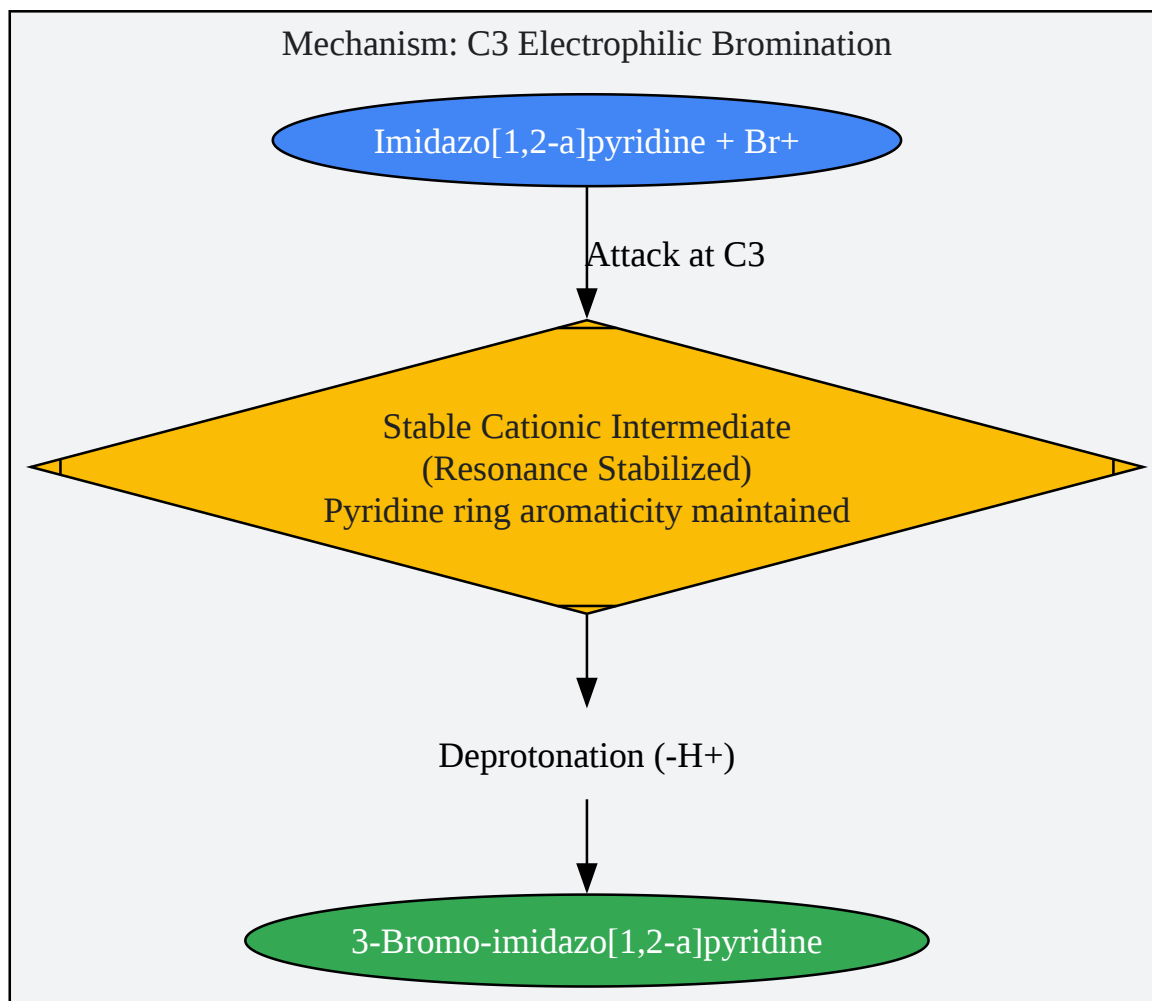 Mechanism: C3 Electrophilic Bromination
Imidazo[1,2-a]pyridine + Br+
Attack at C3
Stable Cationic Intermediate
(Resonance Stabilized)
Pyridine ring aromaticity maintained
Deprotonation (-H+)
3-Bromo-imidazo[1,2-a]pyridine